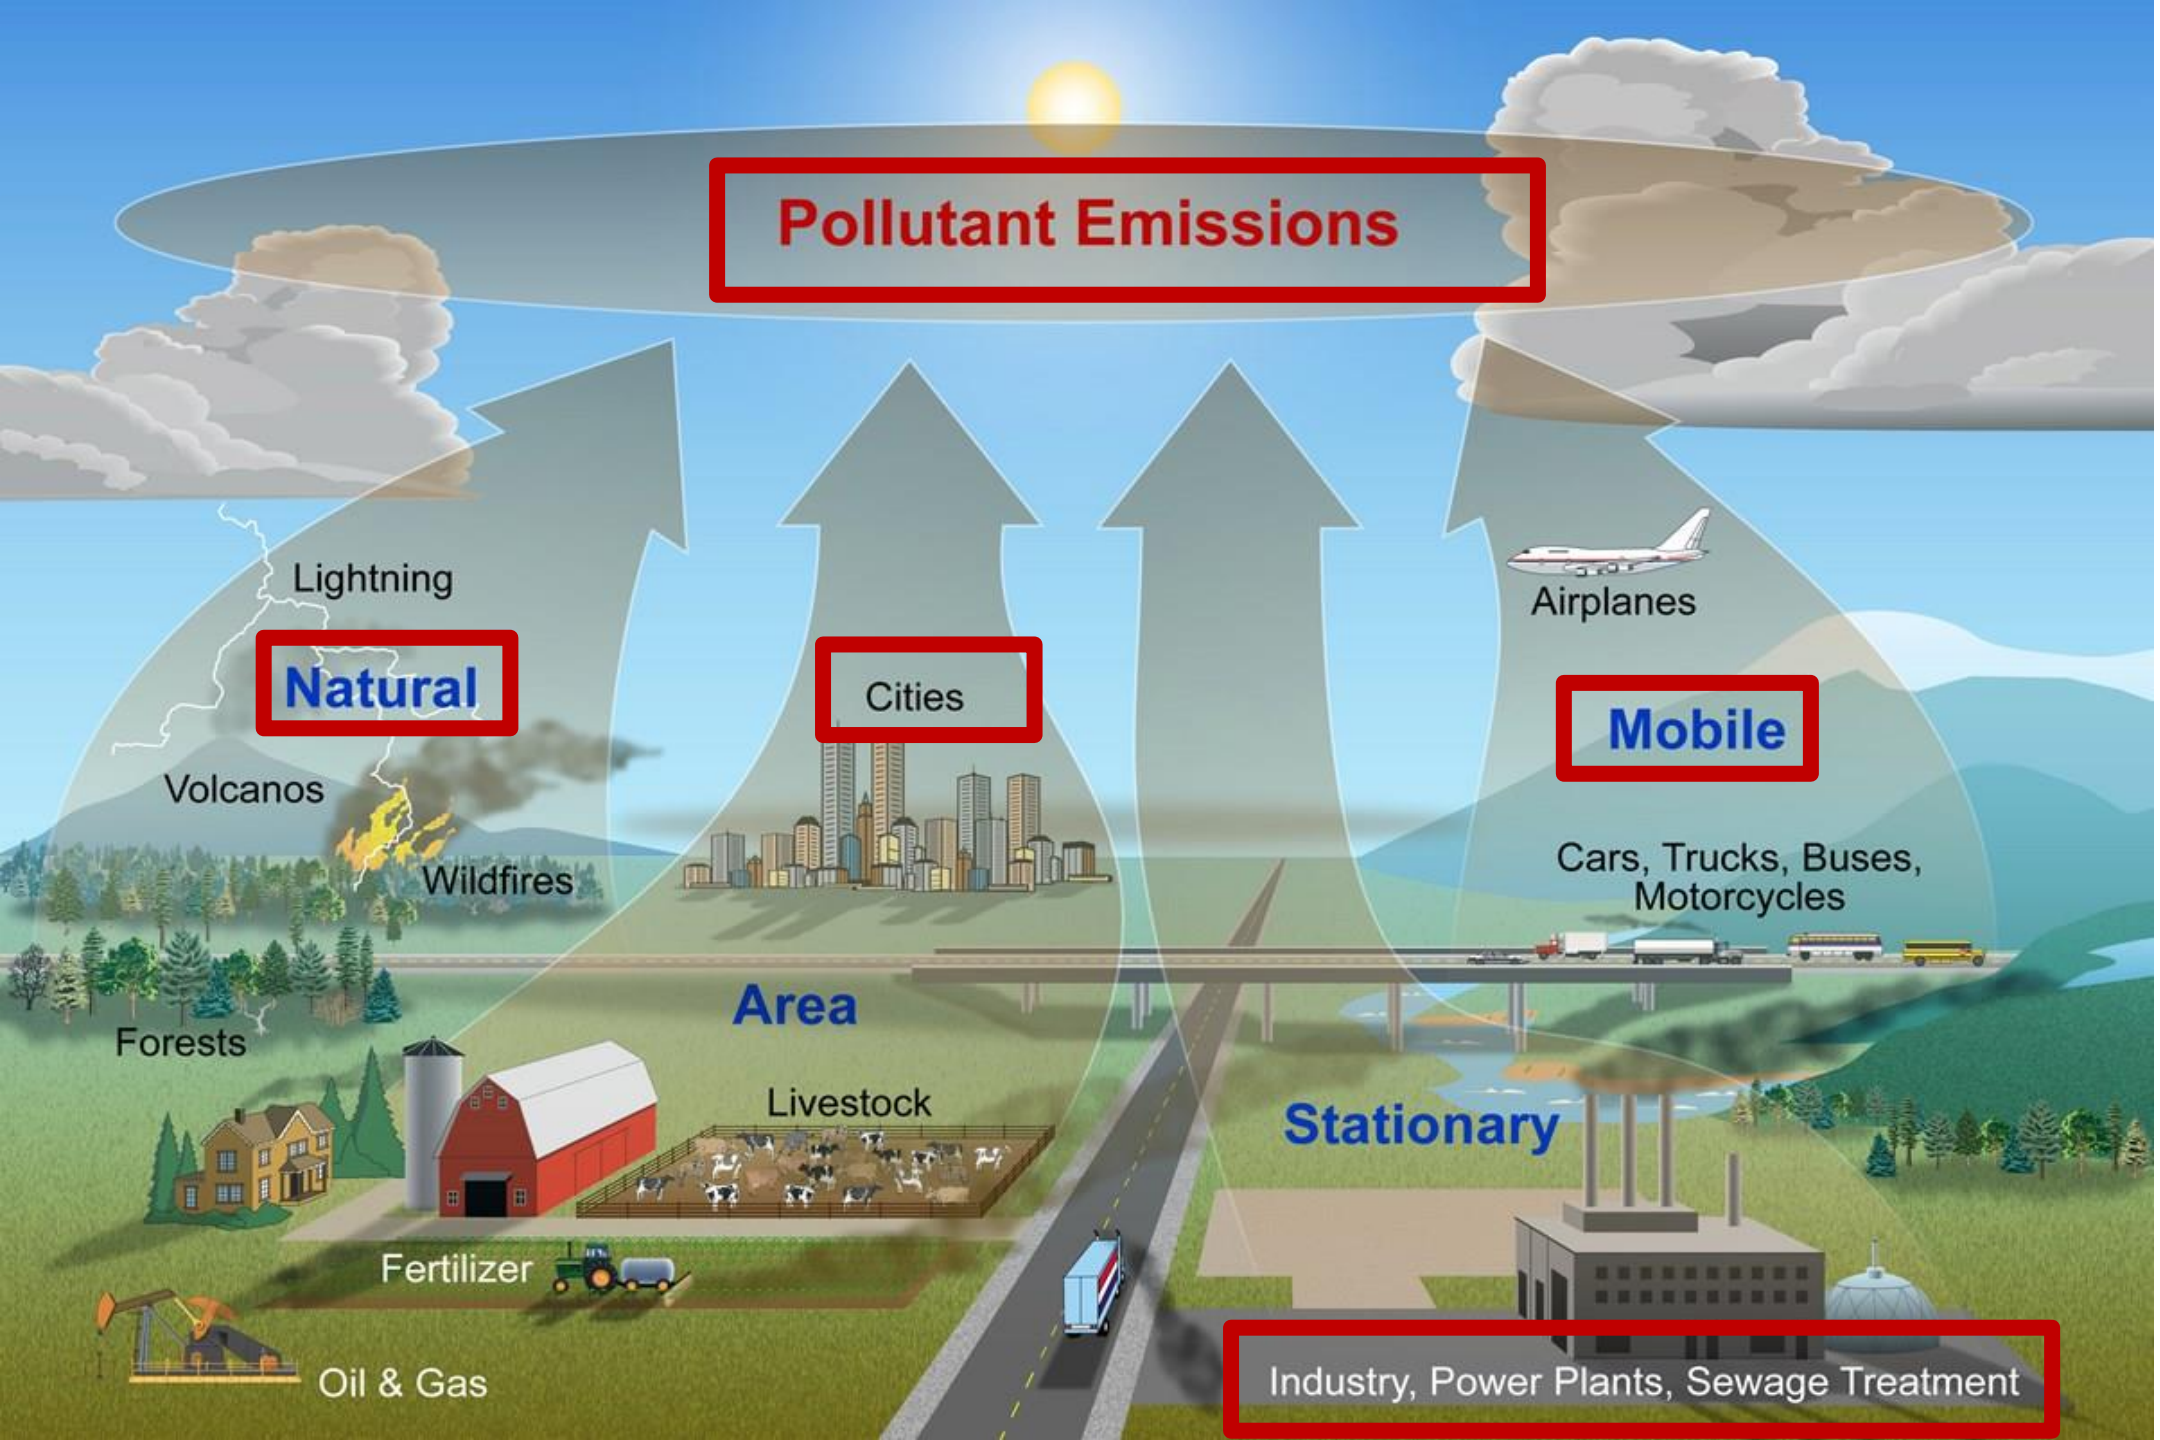 Pollutant Emissions
Lightning
Airplanes
Natural
Cities
Mobile
Volcanos
Wildfires
Cars, Trucks, Buses,
Motorcycles
Area
Forests
Livestock
Stationary
Fertilizer
Oil & Gas
Industry, Power Plants, Sewage Treatment